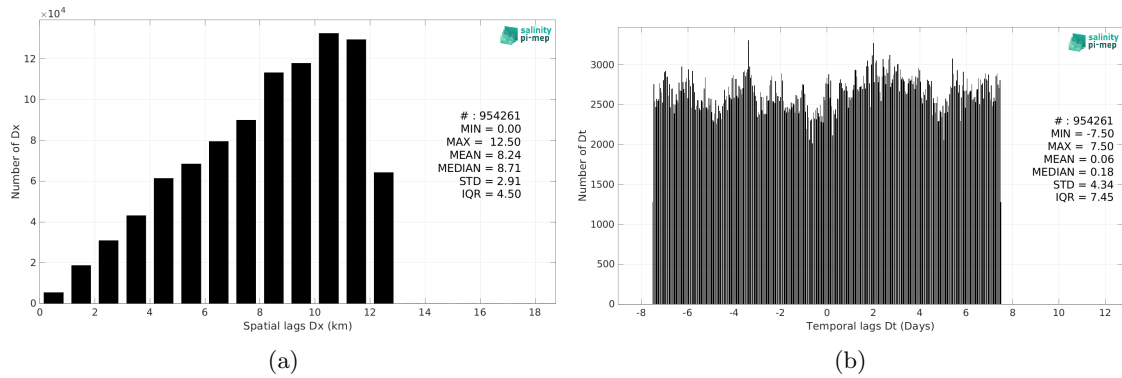 ×10⁴
12
10
8
6
4
2
0
Number of Dx
0 2 4 6 8 10 12 14 16 18
Spatial lags Dx (km)
salinity
pi-mep
# : 954261
MIN = 0.00
MAX = 12.50
MEAN = 8.24
MEDIAN = 8.71
STD = 2.91
IQR = 4.50
(a)
3000
2500
2000
1500
1000
500
0
Number of Dt
-8 -6 -4 -2 0 2 4 6 8 10 12
Temporal lags Dt (Days)
salinity
pi-mep
# : 954261
MIN = -7.50
MAX = 7.50
MEAN = 0.06
MEDIAN = 0.18
STD = 4.34
IQR = 7.45
(b)